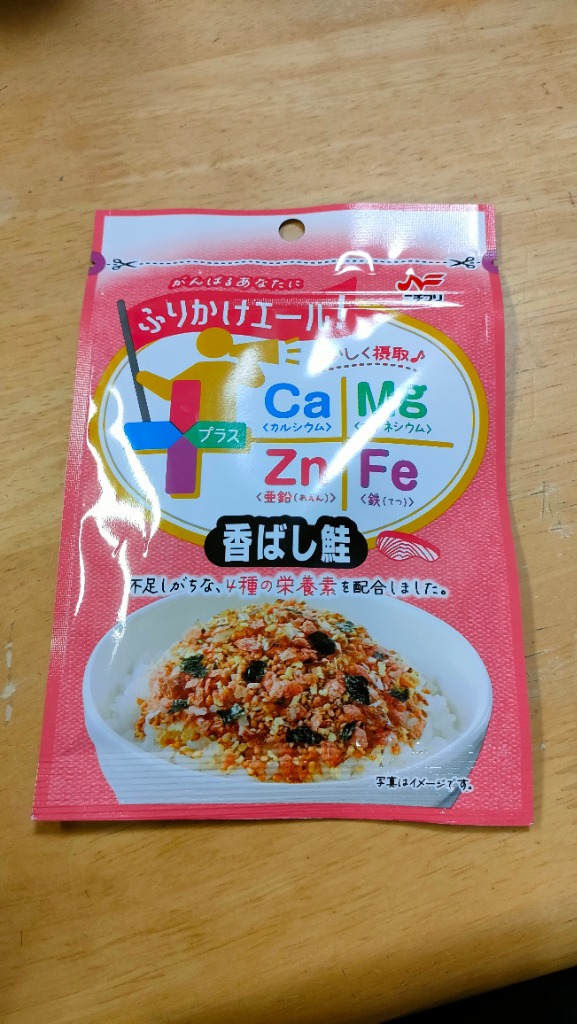 がんばるあなたに
ニチフリ
ふりかけエール!
しく摂取♪
プラス
Ca
<カルシウム>
Mg
ネシウム>
Zn
<亜鉛(あえん)>
Fe
<鉄(てつ)>
香ばし鮭
不足しがちな、4種の栄養素を配合しました。
写真はイメージです。